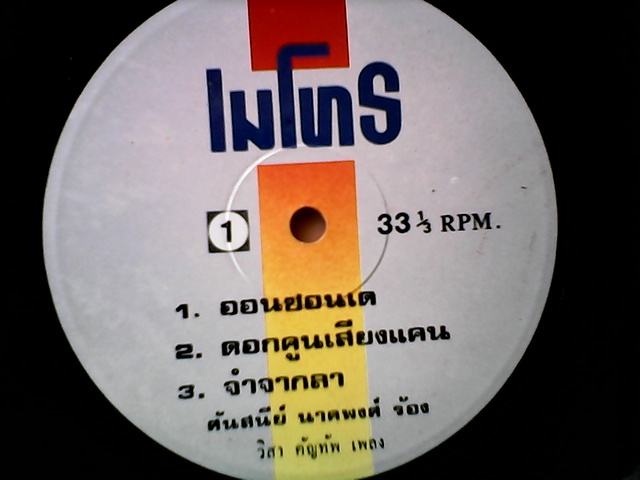 ไมโทร
1
33 ⅓ RPM.
1. ออนซอนเด
2. ดอกคูนเสียงแคน
3. จำจากลา
ศันสนีย์ นาคพงศ์ ร้อง
วิสา คัญทัพ เพลง